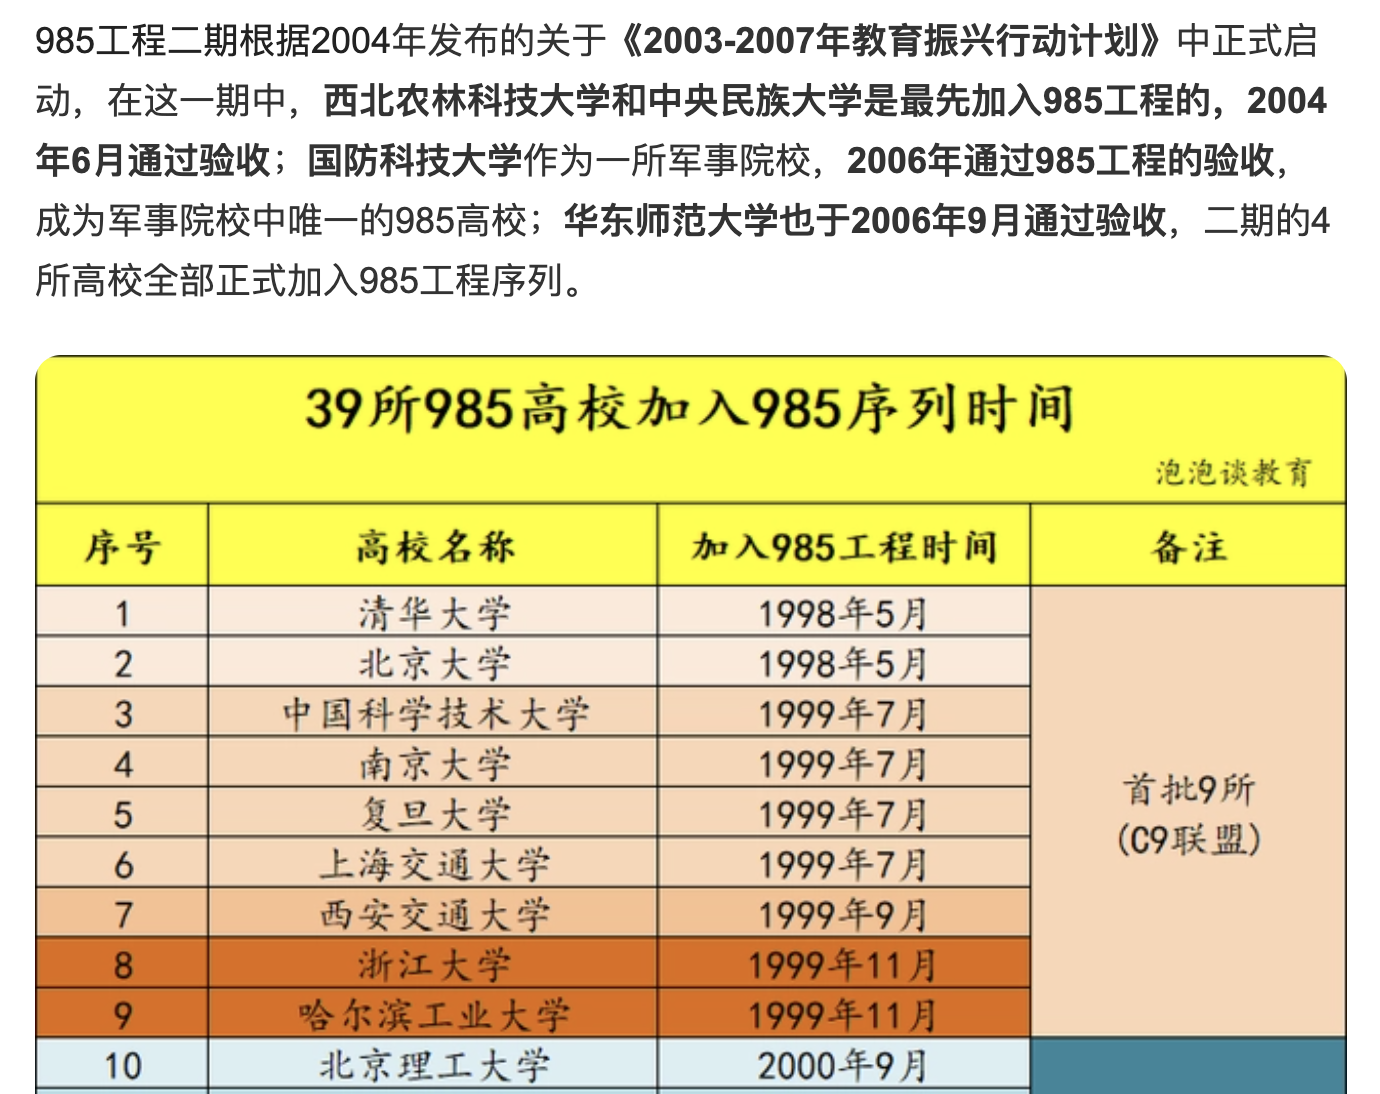 985工程二期根据2004年发布的关于《2003-2007年教育振兴行动计划》中正式启
动，在这一期中，西北农林科技大学和中央民族大学是最先加入985工程的，2004
年6月通过验收；国防科技大学作为一所军事院校，2006年通过985工程的验收，
成为军事院校中唯一的985高校；华东师范大学也于2006年9月通过验收，二期的4
所高校全部正式加入985工程序列。
39所985高校加入985序列时间
泡泡谈教育
序号 高校名称 加入985工程时间 备注
1 清华大学 1998年5月
2 北京大学 1998年5月
3 中国科学技术大学 1999年7月
4 南京大学 1999年7月
首批9所
5 复旦大学 1999年7月
(C9联盟)
6 上海交通大学 1999年7月
7 西安交通大学 1999年9月
8 浙江大学 1999年11月
9 哈尔滨工业大学 1999年11月
10 北京理工大学 2000年9月